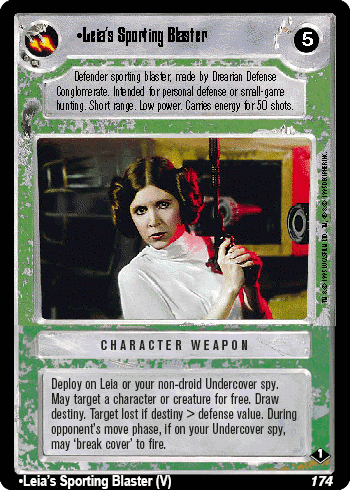 •Leia's Sporting Blaster
5
Defender sporting blaster, made by Drearian Defense
Conglomerate. Intended for personal defense or small-game
hunting. Short range. Low power. Carries energy for 50 shots.
CHARACTER WEAPON
Deploy on Leia or your non-droid Undercover spy.
May target a character or creature for free. Draw
destiny. Target lost if destiny > defense value. During
opponent's move phase, if on your Undercover spy,
may 'break cover' to fire.
1
•Leia's Sporting Blaster (V) 174